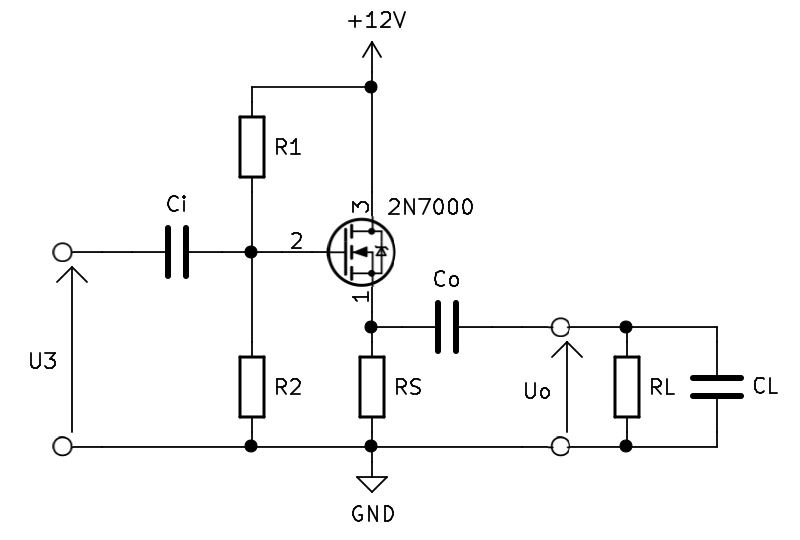 +12V
R1
Ci
3
2N7000
2
1
Co
U3
R2
RS
Uo
RL
CL
GND